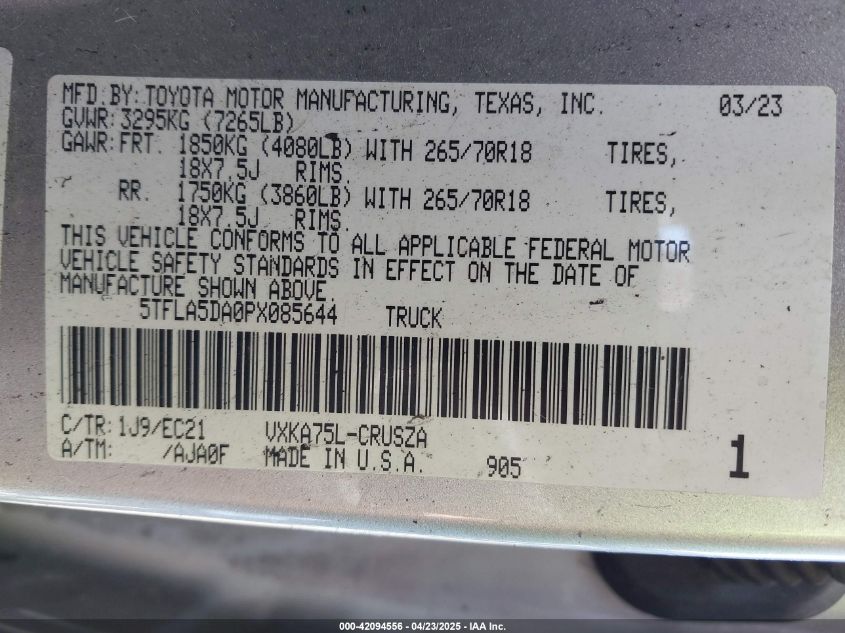 MFD.BY: TOYOTA MOTOR MANUFACTURING, TEXAS, INC. 03/23
GVWR: 3295KG (7265LB)
GAWR: FRT. 1850KG (4080LB) WITH 265/70R18 TIRES,
18X7.5J RIMS
RR. 1750KG (3860LB) WITH 265/70R18 TIRES,
18X7.5J RIMS.
THIS VEHICLE CONFORMS TO ALL APPLICABLE FEDERAL MOTOR
VEHICLE SAFETY STANDARDS IN EFFECT ON THE DATE OF
MANUFACTURE SHOWN ABOVE.
5TFLA5DA0PX085644 TRUCK
C/TR: 1J9/EC21 VXKA75L-CRUSZA
A/TM: /AJA0F MADE IN U.S.A. 905 1
000-42094556 - 04/23/2025 - IAA Inc.